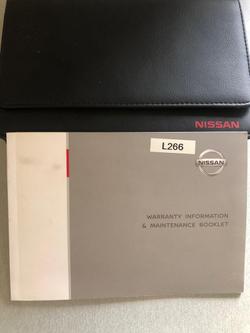 NISSAN
L266
NISSAN
WARRANTY INFORMATION
& MAINTENANCE BOOKLET